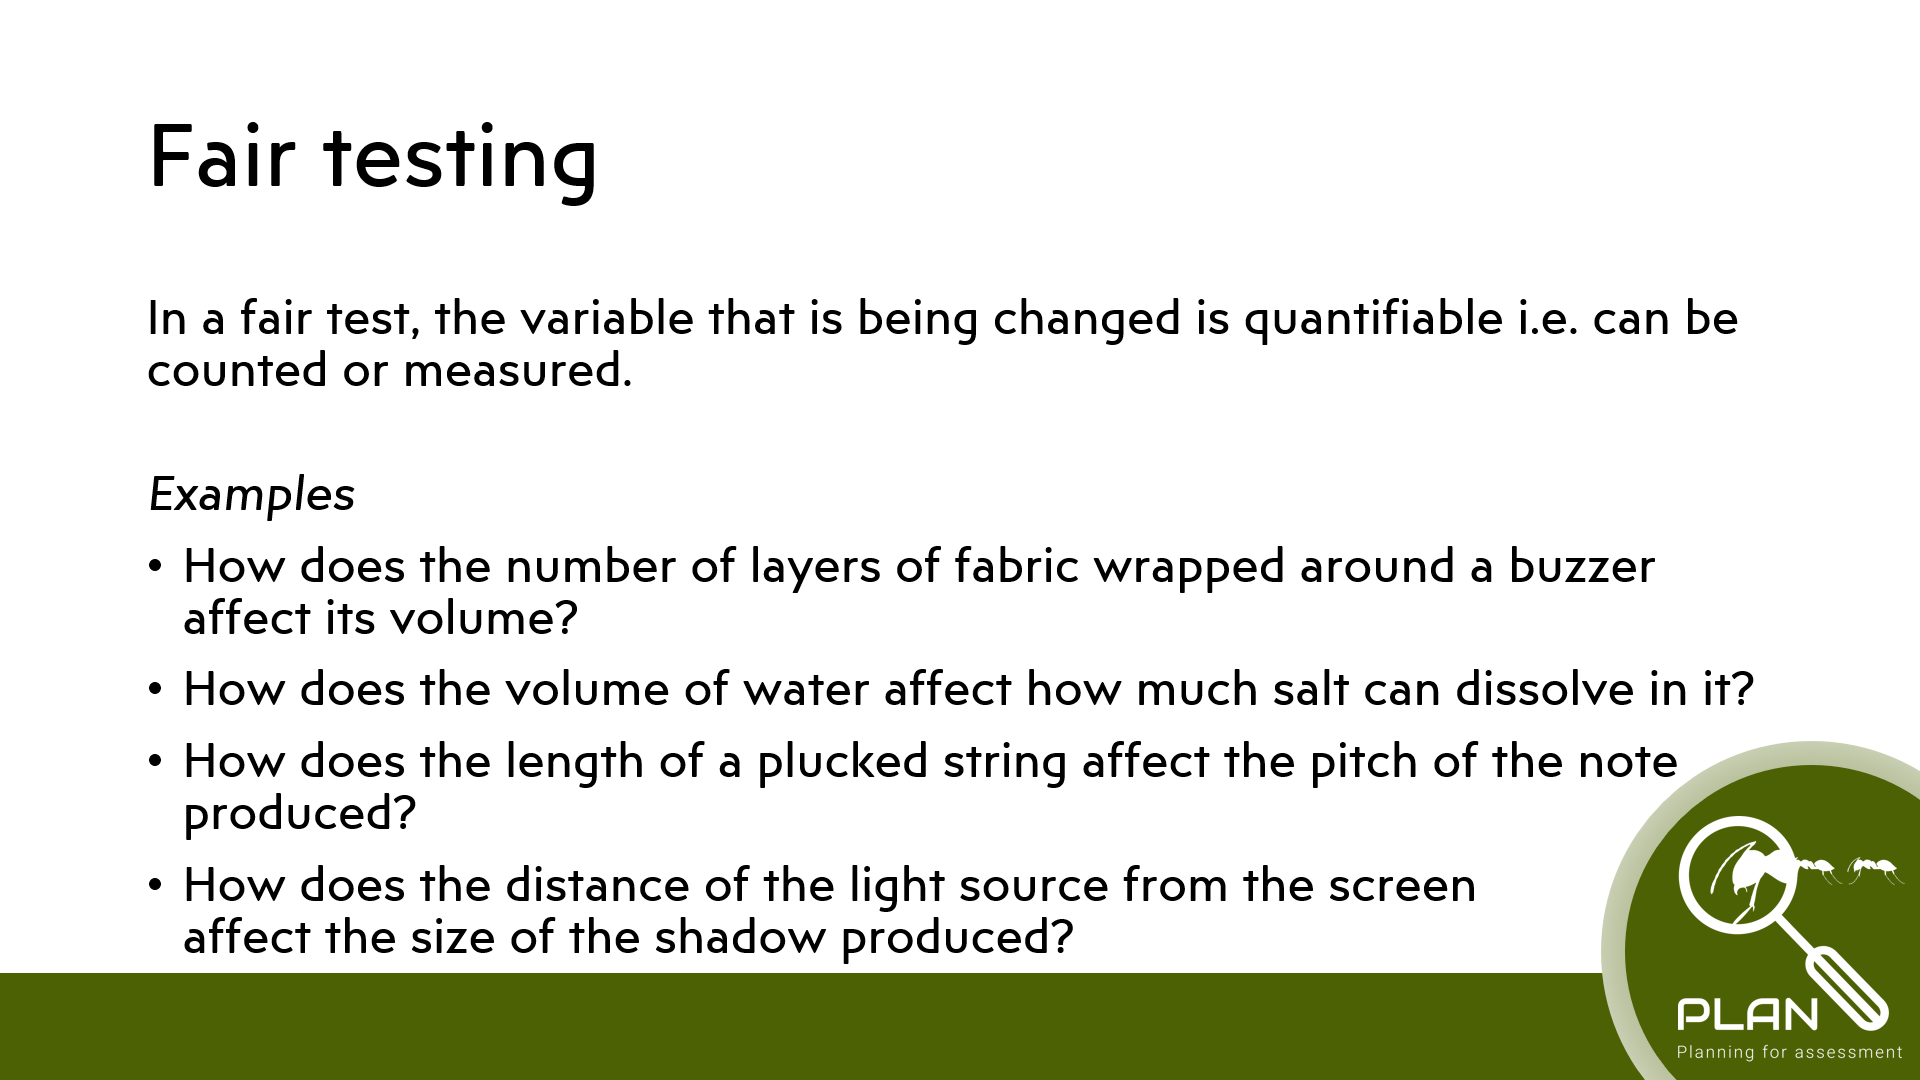 Fair testing
In a fair test, the variable that is being changed is quantifiable i.e. can be
counted or measured.
Examples
• How does the number of layers of fabric wrapped around a buzzer
affect its volume?
• How does the volume of water affect how much salt can dissolve in it?
• How does the length of a plucked string affect the pitch of the note
produced?
• How does the distance of the light source from the screen
affect the size of the shadow produced?
PLAN
Planning for assessment